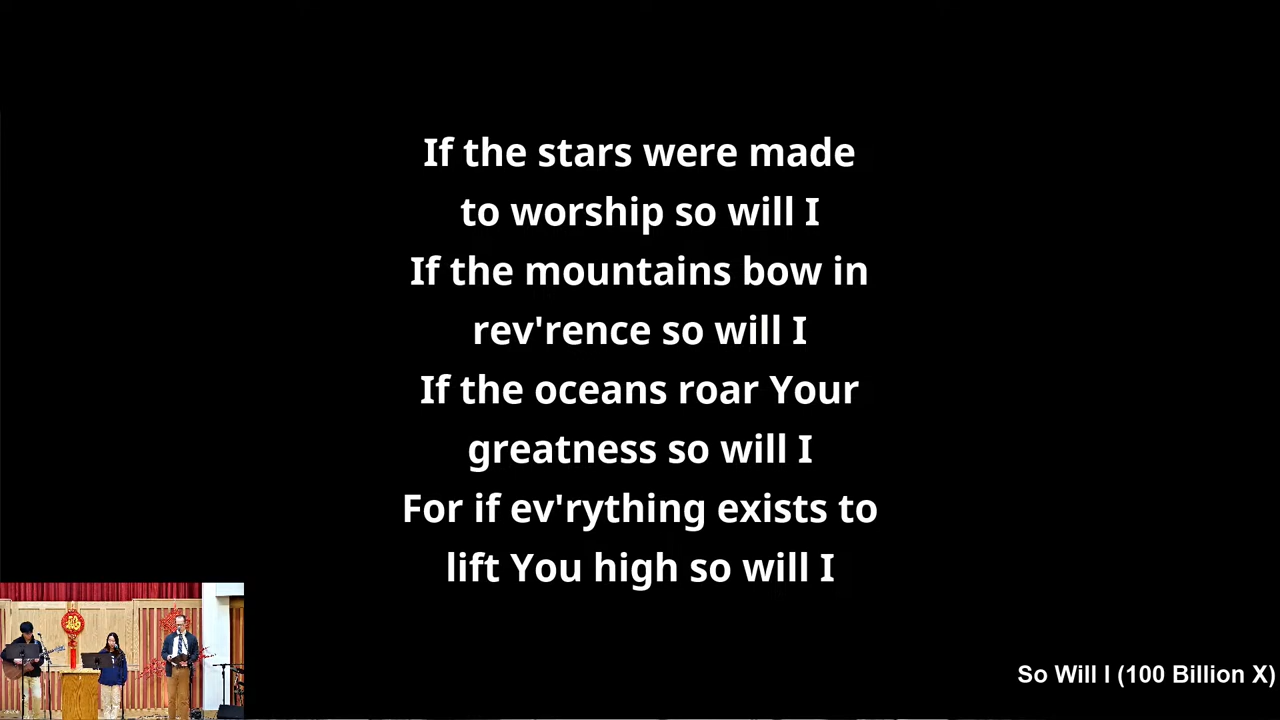 If the stars were made
to worship so will I
If the mountains bow in
rev'rence so will I
If the oceans roar Your
greatness so will I
For if ev'rything exists to
lift You high so will I
So Will I (100 Billion X)